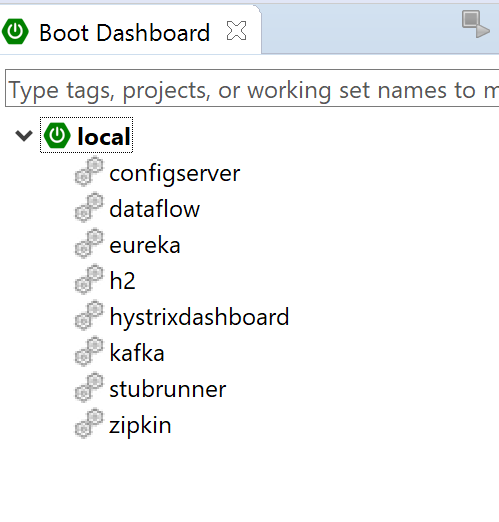 Boot Dashboard
Type tags, projects, or working set names to m
local
configserver
dataflow
eureka
h2
hystrixdashboard
kafka
stubrunner
zipkin